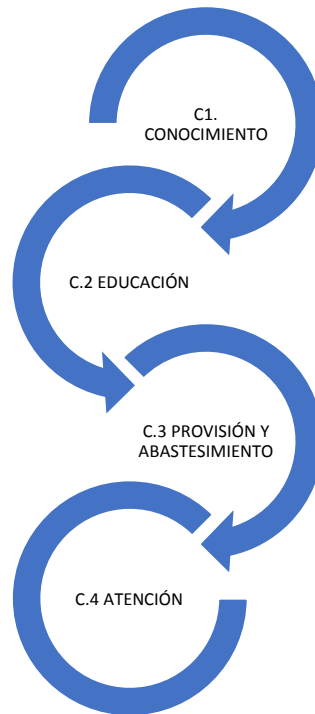 C1.
CONOCIMIENTO
C.2 EDUCACIÓN
C.3 PROVISIÓN Y
ABASTESIMIENTO
C.4 ATENCIÓN